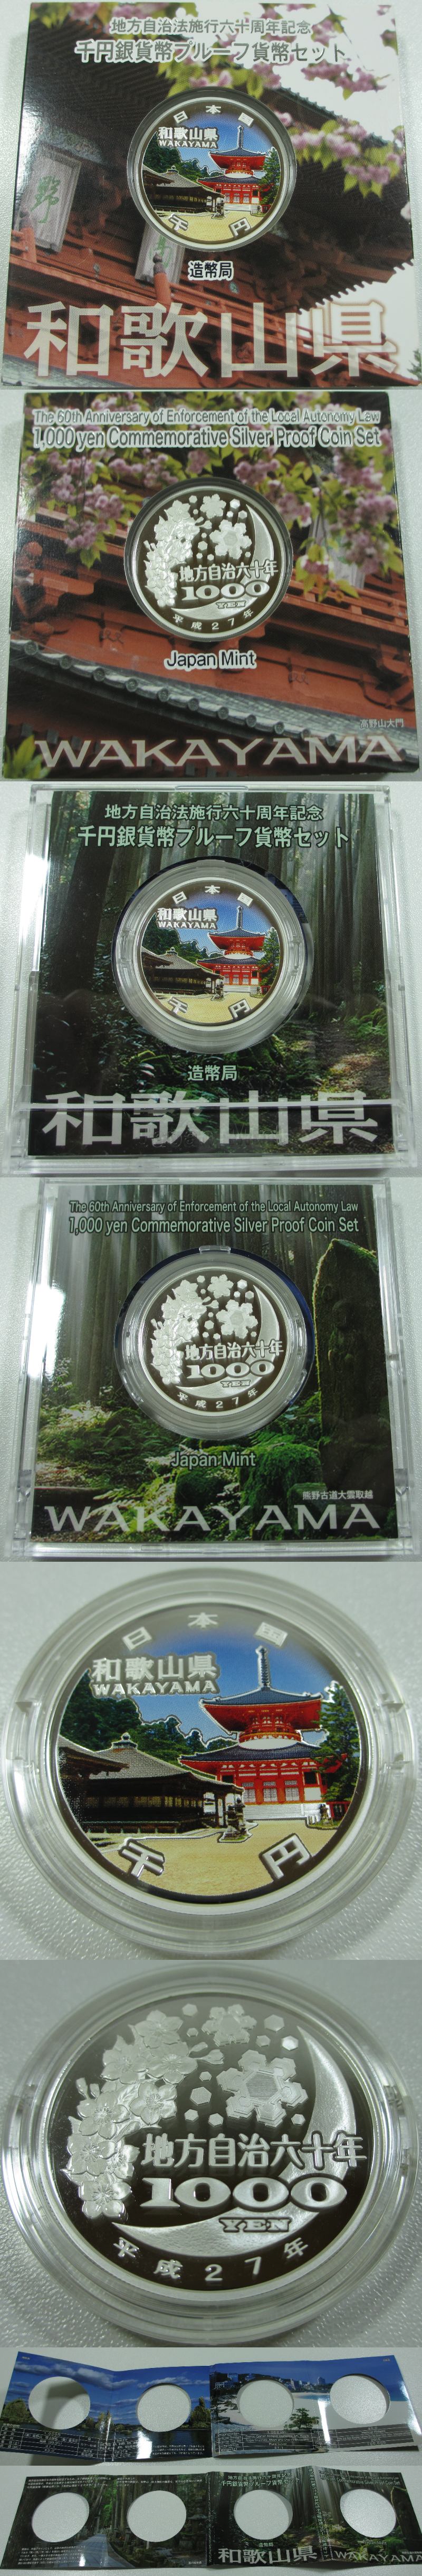 地方自治法施行六十周年記念
千円銀貨幣プルーフ貨幣セット
日本国
和歌山県
WAKAYAMA
千円
造幣局
和歌山県
The 60th Anniversary of Enforcement of the Local Autonomy Law
1,000 yen Commemorative Silver Proof Coin Set
地方自治六十年
1000
YEN
平成27年
Japan Mint
高野山大門
WAKAYAMA
地方自治法施行六十周年記念
千円銀貨幣プルーフ貨幣セット
日本国
和歌山県
WAKAYAMA
千円
造幣局
和歌山県
The 60th Anniversary of Enforcement of the Local Autonomy Law
1,000 yen Commemorative Silver Proof Coin Set
地方自治六十年
1000
YEN
平成27年
Japan Mint
熊野古道大雲取越
WAKAYAMA
日本国
和歌山県
WAKAYAMA
千円
地方自治六十年
1000
YEN
平成27年
造幣局
和歌山県
WAKAYAMA